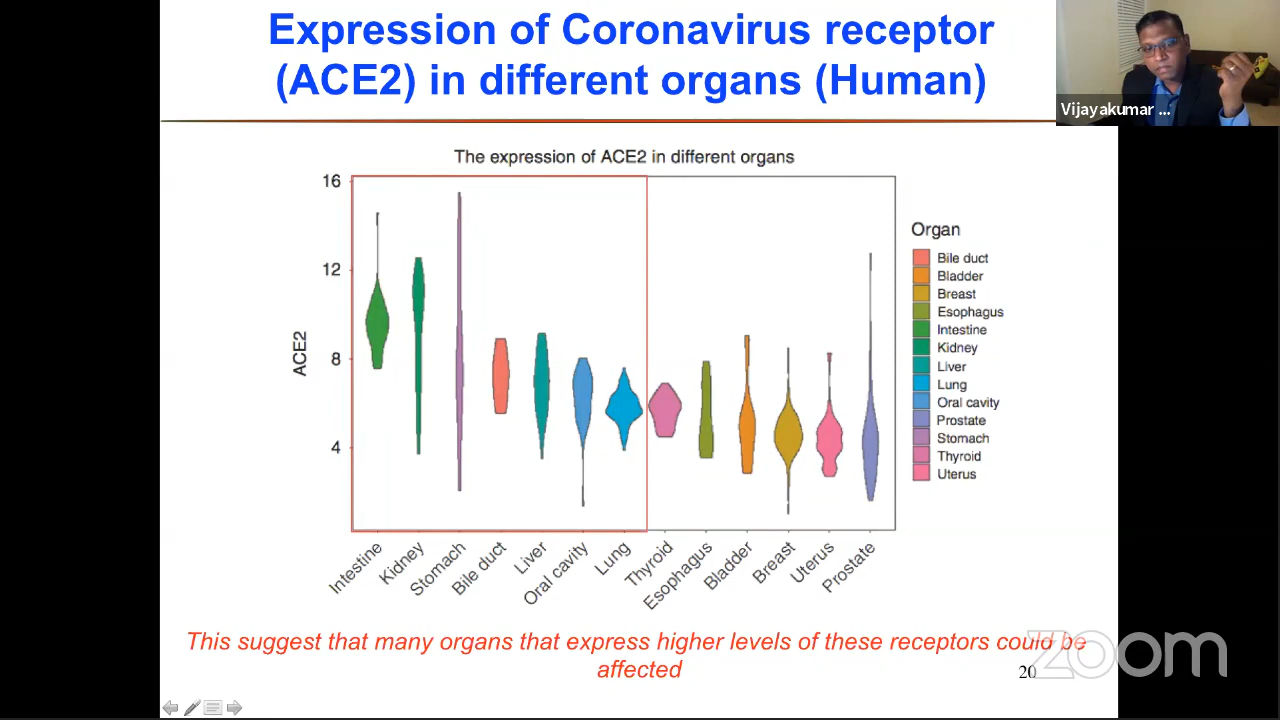 Expression of Coronavirus receptor
(ACE2) in different organs (Human)
Vijayakumar ...
The expression of ACE2 in different organs
16
12
8
4
ACE2
Intestine
Kidney
Stomach
Bile duct
Liver
Oral cavity
Lung
Thyroid
Esophagus
Bladder
Breast
Uterus
Prostate
Organ
Bile duct
Bladder
Breast
Esophagus
Intestine
Kidney
Liver
Lung
Oral cavity
Prostate
Stomach
Thyroid
Uterus
This suggest that many organs that express higher levels of these receptors could be
affected
20
zoom